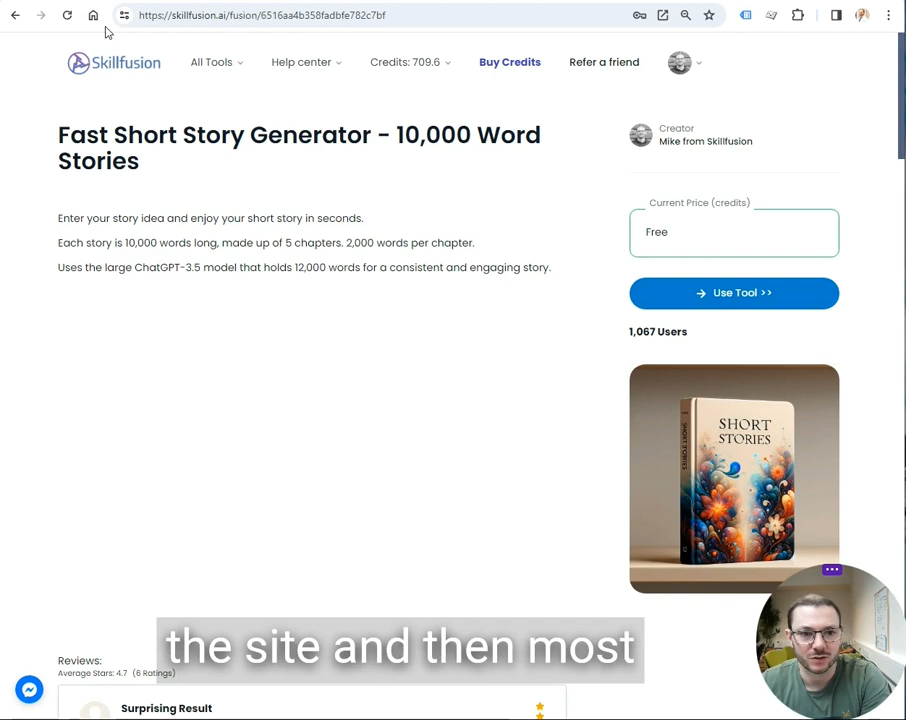 https://skillfusion.ai/fusion/6516aa4b358fadbfe782c7bf
Skillfusion
All Tools
Help center
Credits: 709.6
Buy Credits
Refer a friend
Fast Short Story Generator - 10,000 Word
Stories
Enter your story idea and enjoy your short story in seconds.
Each story is 10,000 words long, made up of 5 chapters. 2,000 words per chapter.
Uses the large ChatGPT-3.5 model that holds 12,000 words for a consistent and engaging story.
Creator
Mike from Skillfusion
Current Price (credits)
Free
Use Tool >>
1,067 Users
SHORT
STORIES
SHORT STORIES
the site and then most
Reviews:
Average Stars: 4.7 (6 Ratings)
Surprising Result